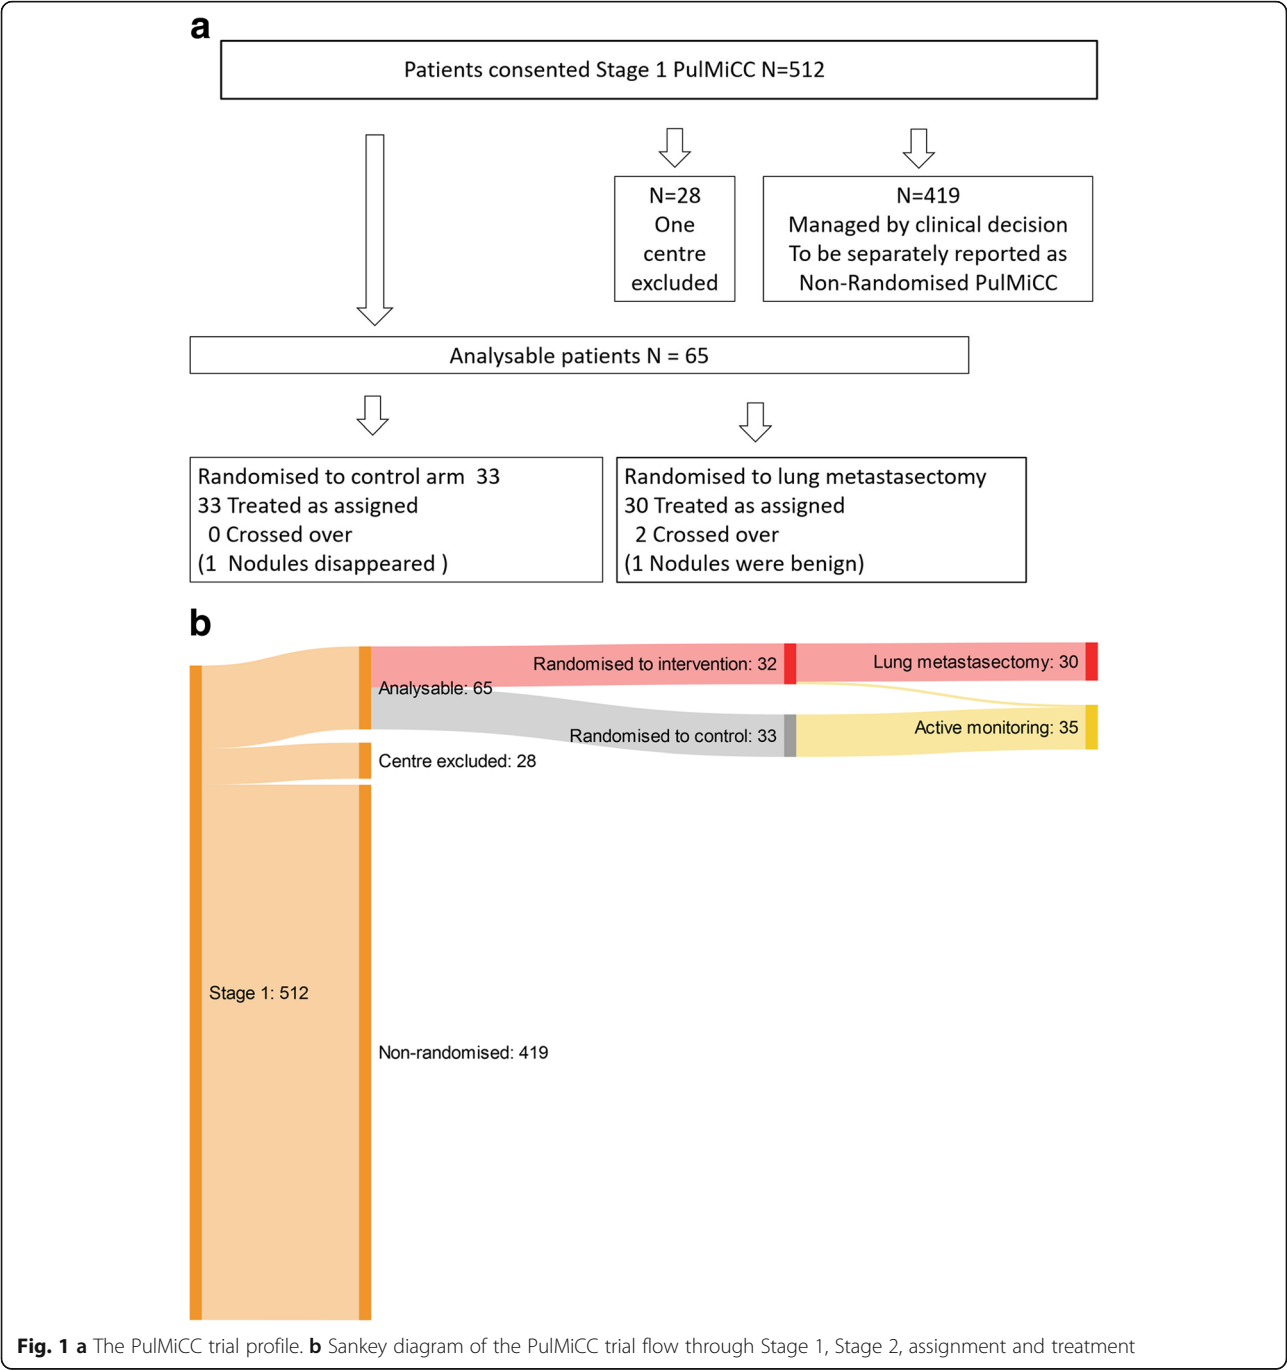 a
Patients consented Stage 1 PulMiCC N=512
N=28
One
centre
excluded
N=419
Managed by clinical decision
To be separately reported as
Non-Randomised PulMiCC
Analysable patients N = 65
Randomised to control arm 33
33 Treated as assigned
0 Crossed over
(1 Nodules disappeared )
Randomised to lung metastasectomy
30 Treated as assigned
2 Crossed over
(1 Nodules were benign)
b
Randomised to intervention: 32
Lung metastasectomy: 30
Analysable: 65
Randomised to control: 33
Active monitoring: 35
Centre excluded: 28
Stage 1: 512
Non-randomised: 419
Fig. 1 a The PulMiCC trial profile. b Sankey diagram of the PulMiCC trial flow through Stage 1, Stage 2, assignment and treatment